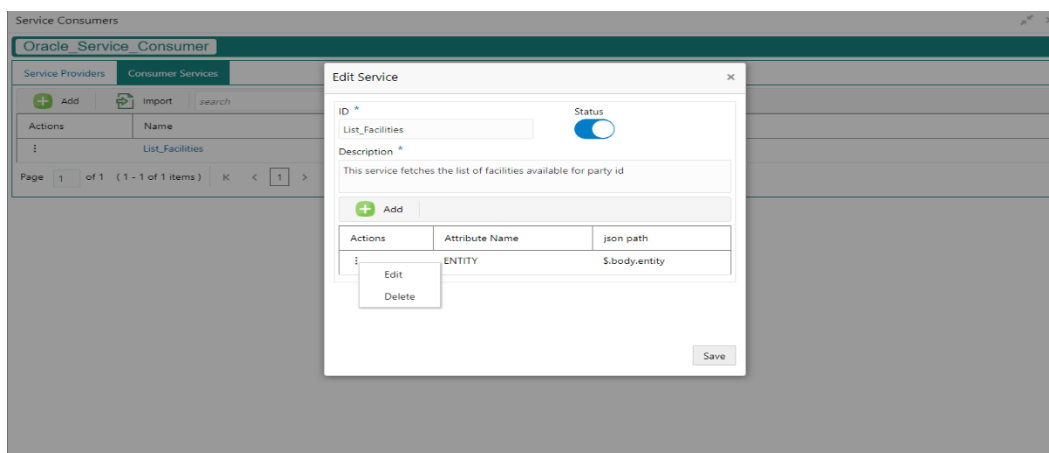 Service Consumers
Oracle_Service_Consumer
Service Providers Consumer Services
Add Import search
Actions Name
List_Facilities
Page 1 of 1 (1 - 1 of 1 items) K < 1 >
Edit Service ×
ID * Status
List_Facilities
Description *
This service fetches the list of facilities available for party id
Add
Actions Attribute Name json path
ENTITY $.body.entity
Edit
Delete
Save